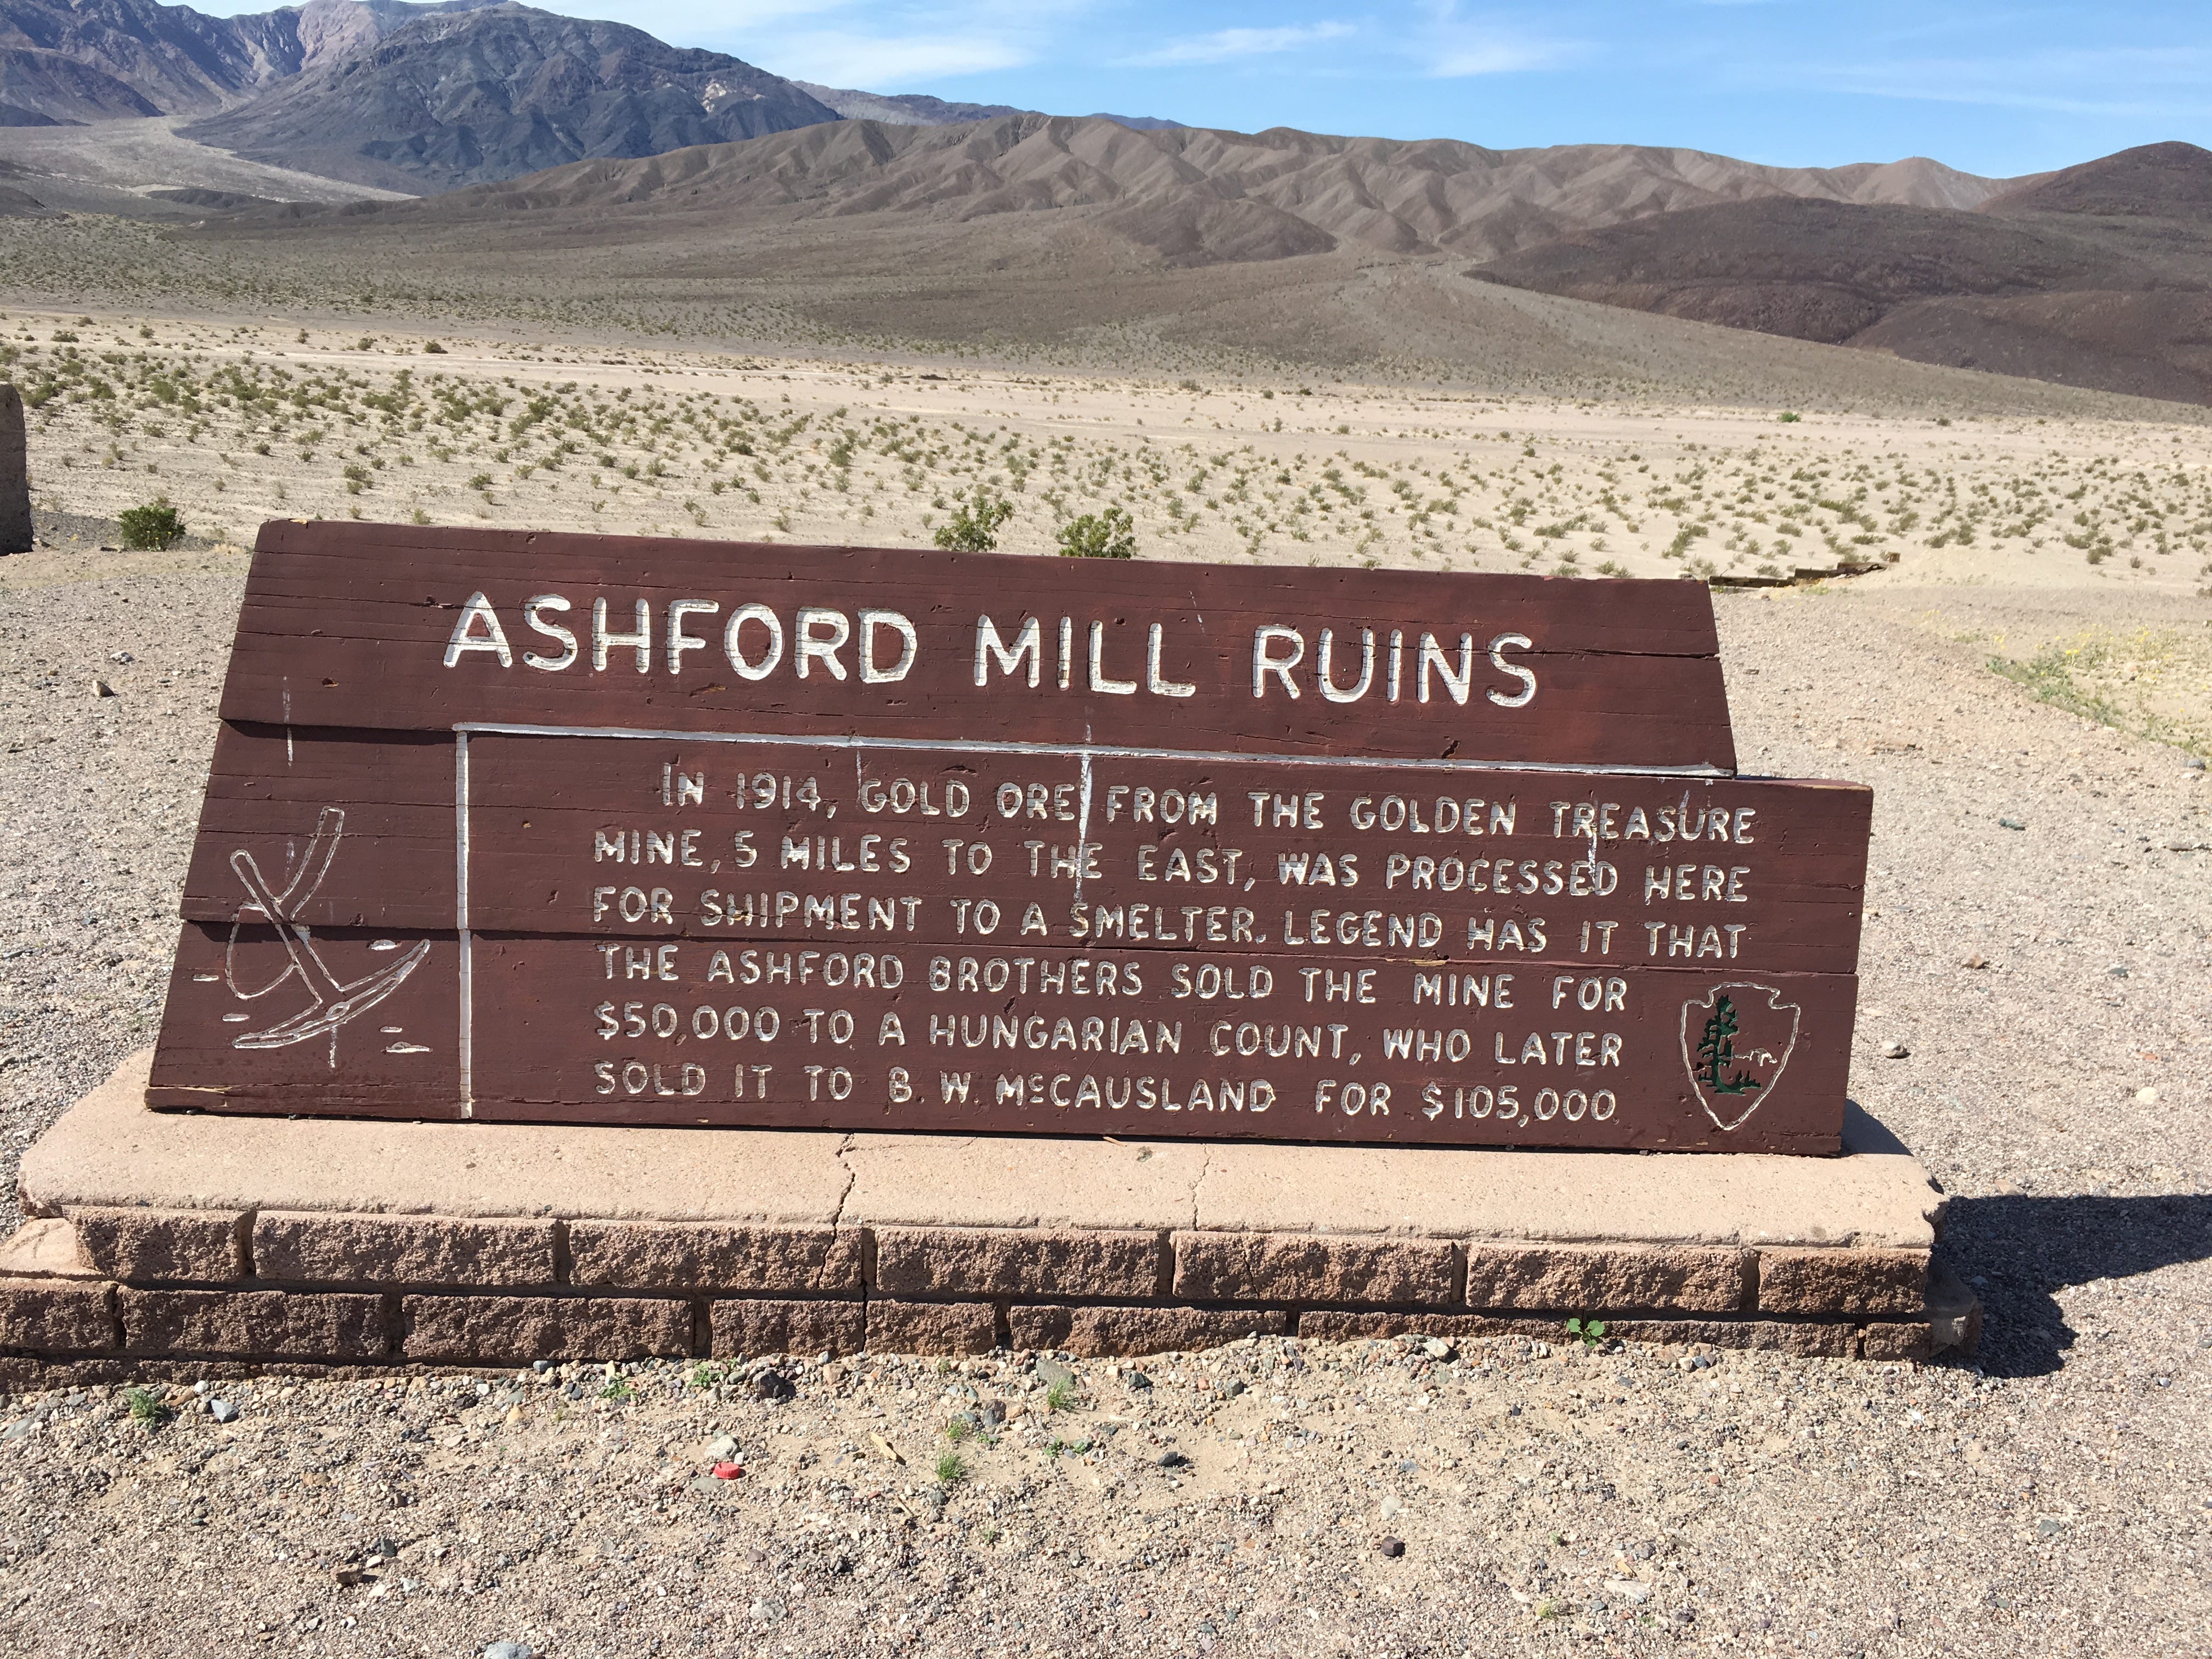 ASHFORD MILL RUINS
IN 1914, GOLD ORE FROM THE GOLDEN TREASURE
MINE, 5 MILES TO THE EAST, WAS PROCESSED HERE
FOR SHIPMENT TO A SMELTER. LEGEND HAS IT THAT
THE ASHFORD BROTHERS SOLD THE MINE FOR
$50,000 TO A HUNGARIAN COUNT, WHO LATER
SOLD IT TO B. W. McCAUSLAND FOR $105,000